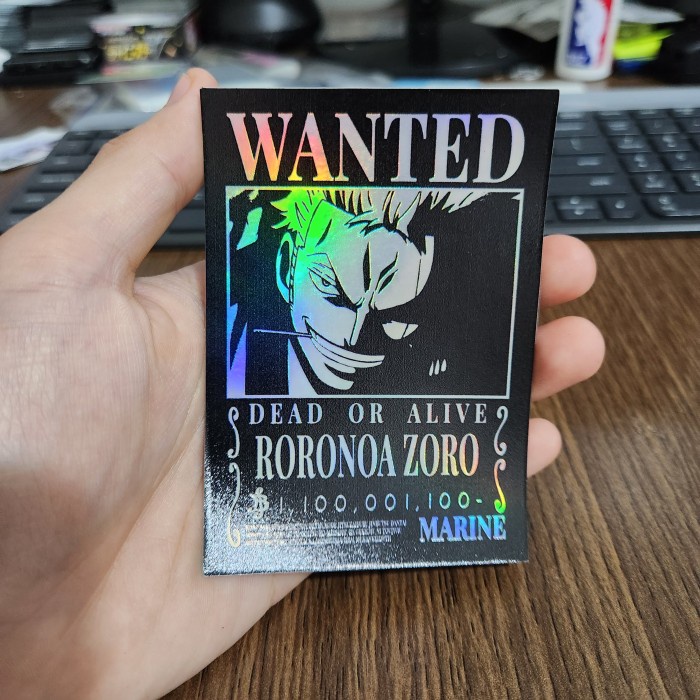 WANTED
DEAD OR ALIVE
RORONOA ZORO
1,100,001,100-
MARINE